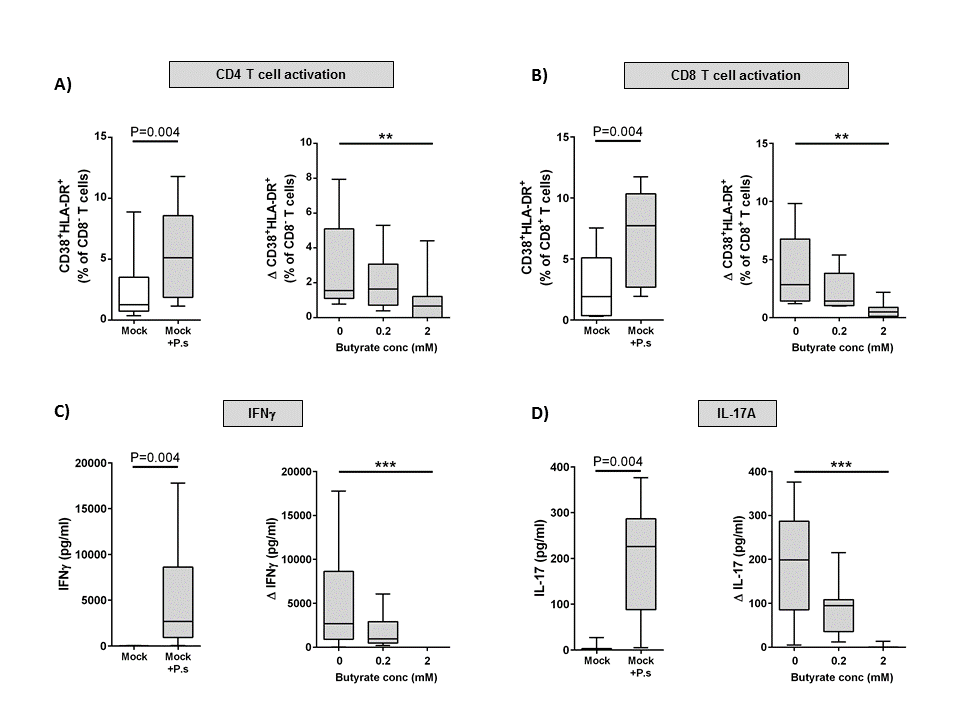 A)
CD4 T cell activation
CD38⁺HLA-DR⁺
(% of CD8⁻ T cells)
P=0.004
15
10
5
0
Mock
Mock
+P.s
Δ CD38⁺HLA-DR⁺
(% of CD8⁻ T cells)
**
10
8
6
4
2
0
0
0.2
2
Butyrate conc (mM)
B)
CD8 T cell activation
CD38⁺HLA-DR⁺
(% of CD8⁺ T cells)
P=0.004
15
10
5
0
Mock
Mock
+P.s
Δ CD38⁺HLA-DR⁺
(% of CD8⁺ T cells)
**
15
10
5
0
0
0.2
2
Butyrate conc (mM)
C)
IFNγ
IFNγ (pg/ml)
P=0.004
20000
15000
10000
5000
0
Mock
Mock
+P.s
Δ IFNγ (pg/ml)
***
20000
15000
10000
5000
0
0
0.2
2
Butyrate conc (mM)
D)
IL-17A
IL-17 (pg/ml)
P=0.004
400
300
200
100
0
Mock
Mock
+P.s
Δ IL-17 (pg/ml)
***
400
300
200
100
0
0
0.2
2
Butyrate conc (mM)